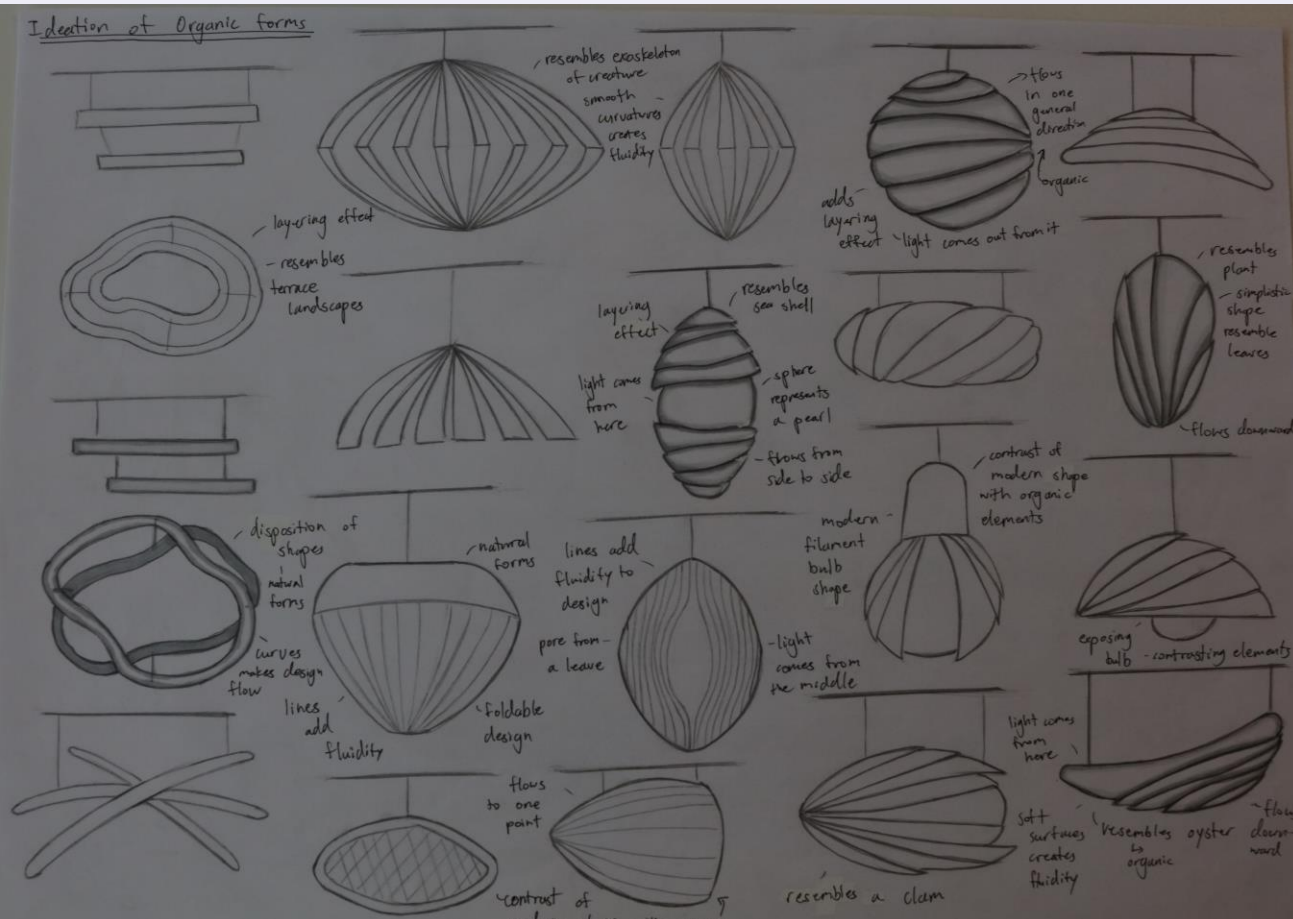 Ideation of Organic forms
resembles exoskeleton
of creature
smooth
curvatures
creates
fluidity
flows
in one
general
direction
organic
adds
layering
effect
light comes out from it
layering effect
resembles
terrace
landscapes
layering
effect
resembles
sea shell
light comes
from
here
sphere
represents
a pearl
flows from
side to side
resembles
plant
simplistic
shape
resemble
leaves
flows downward
disposition of
shapes
natural
forms
curves
makes design
flow
natural
forms
lines
add
fluidity
foldable
design
lines add
fluidity to
design
pore from
a leave
light
comes from
the middle
contrast of
modern shape
with organic
elements
modern
filament
bulb
shape
exposing
bulb
contrasting elements
flows
to one
point
contrast of
resembles a clam
soft
surfaces
creates
fluidity
light comes
from
here
resembles oyster
organic
flow
down-
ward